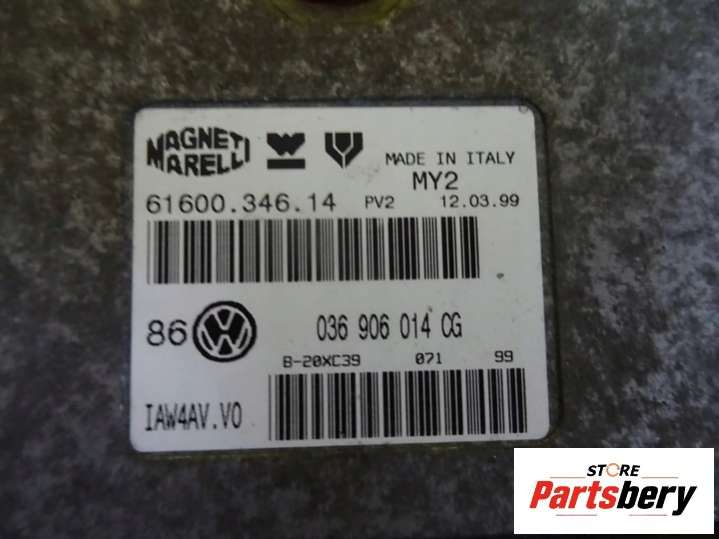 MAGNETI
MARELLI
MADE IN ITALY
MY2
61600.346.14 PV2 12.03.99
86 VW 036 906 014 CG
B-20XC39 071 99
IAW4AV.V0
STORE
Partsbery